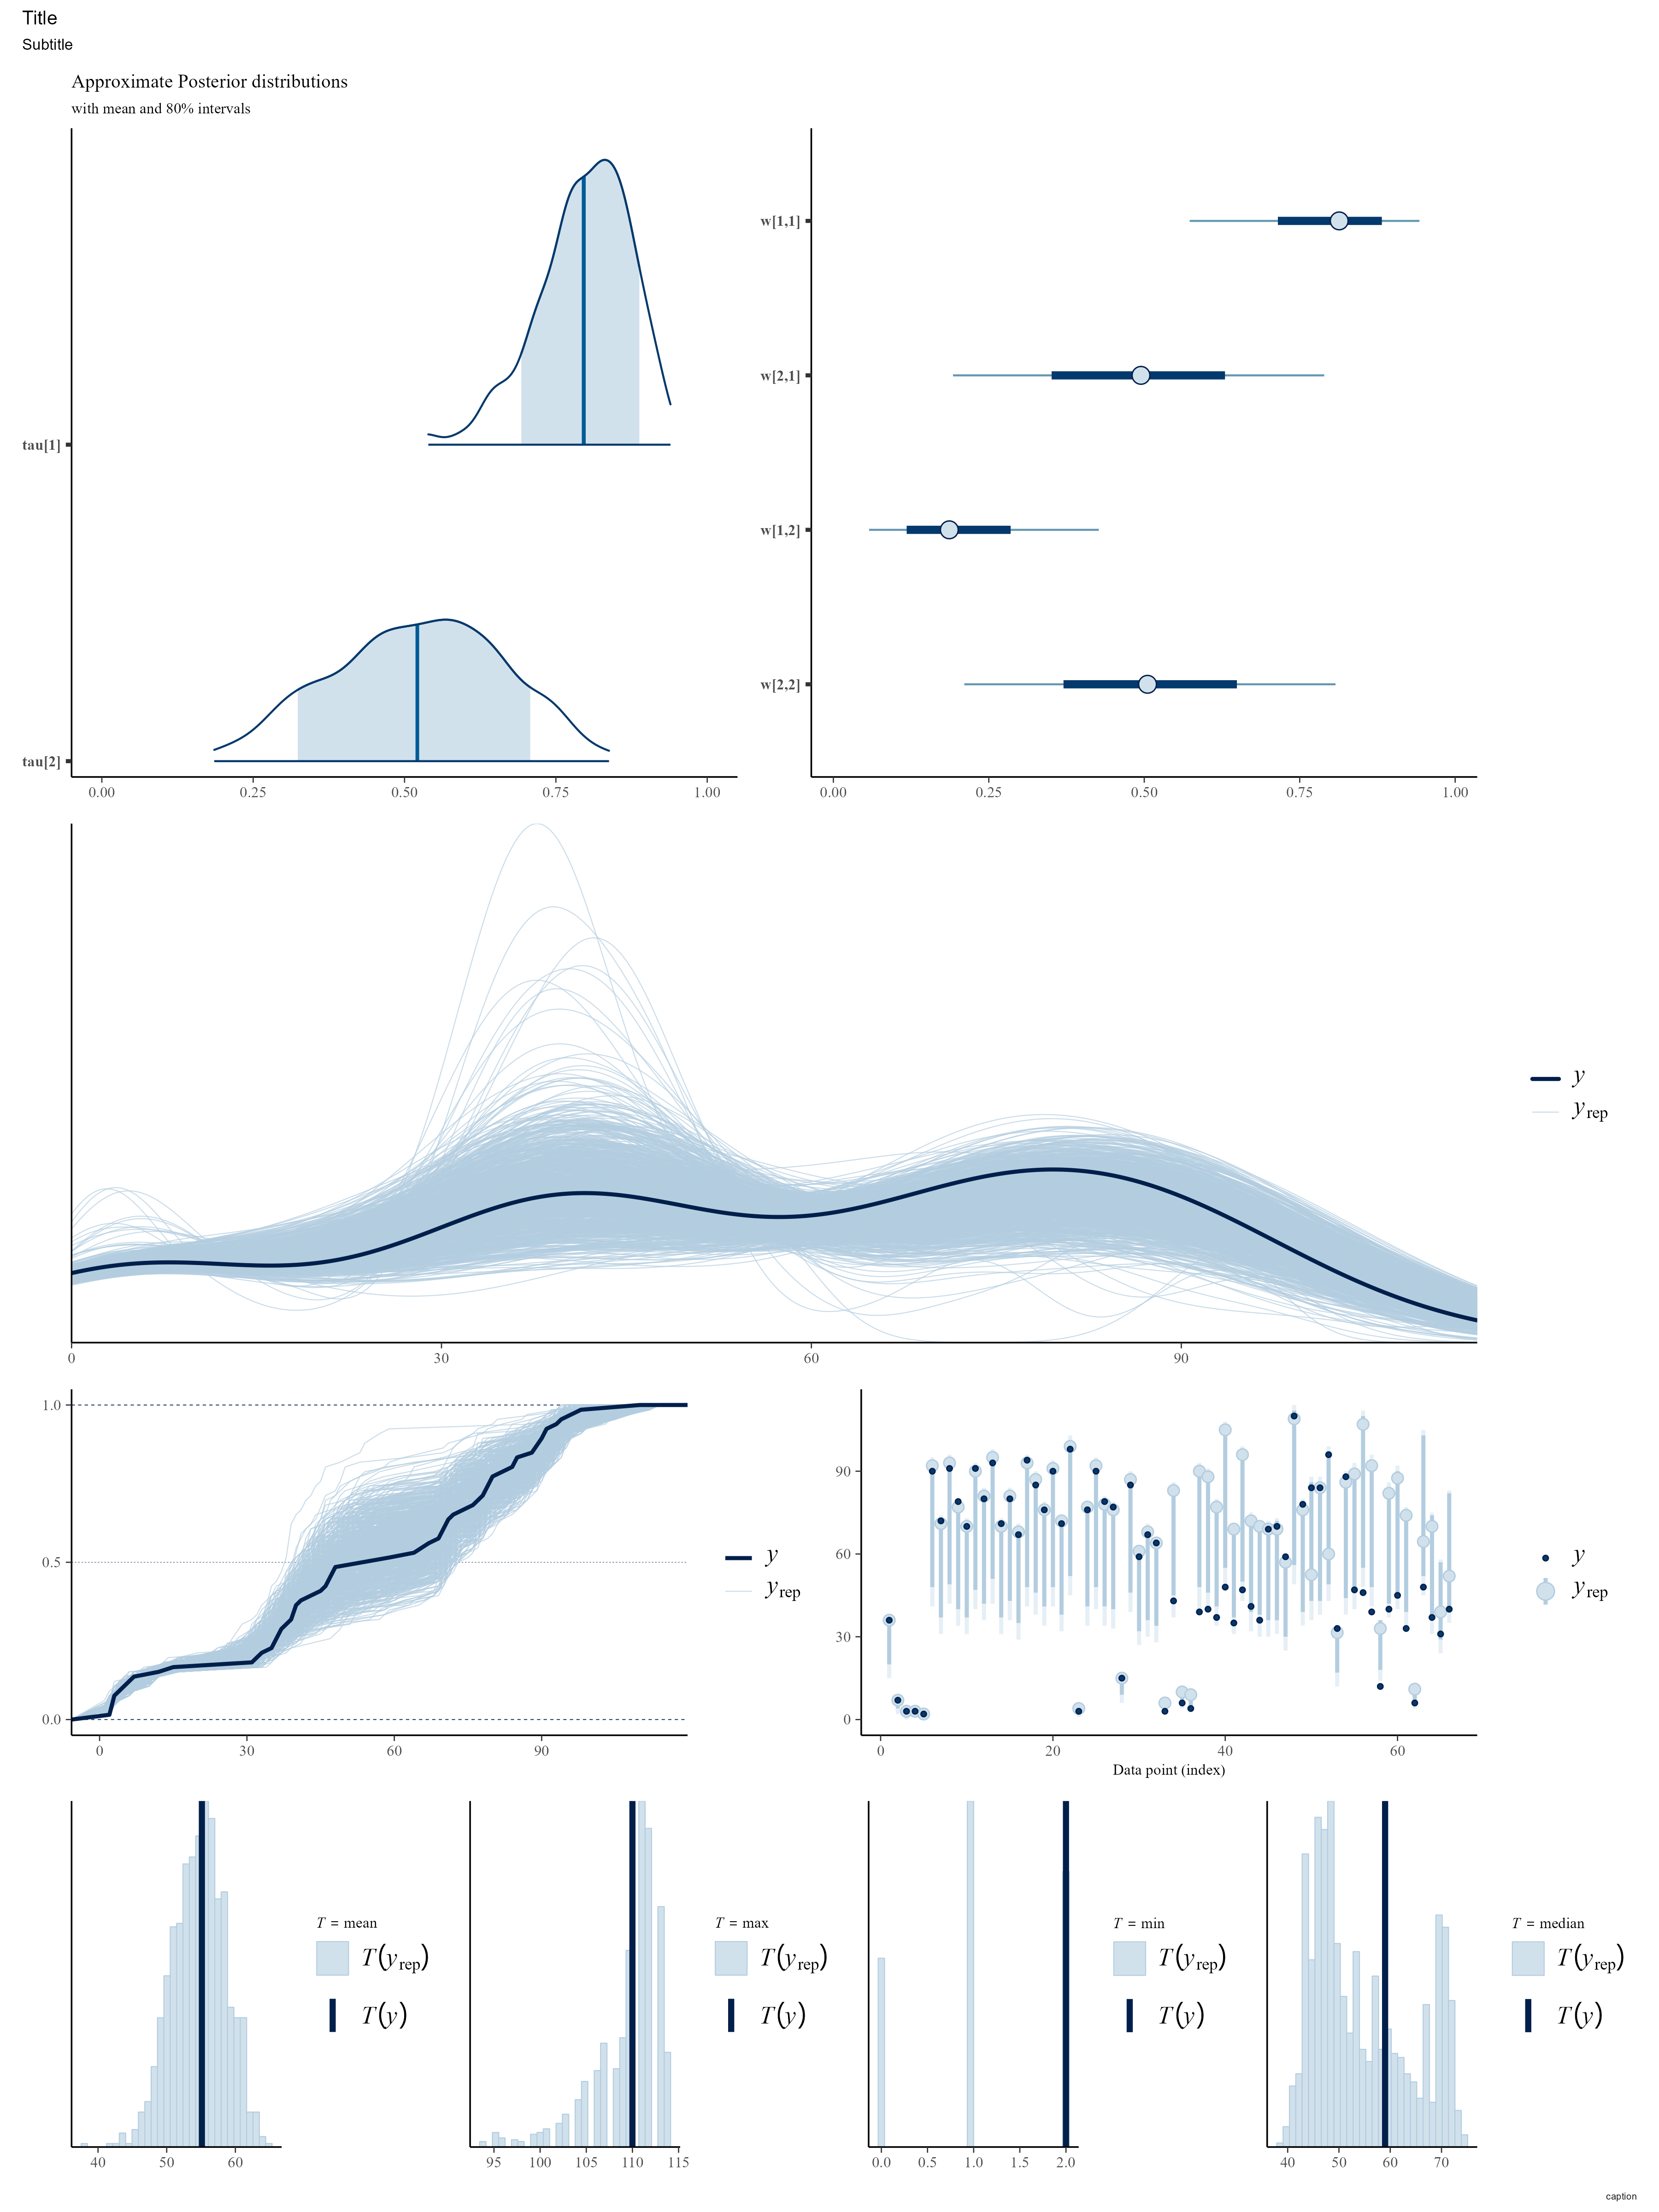 Title
Subtitle
Approximate Posterior distributions
with mean and 80% intervals
tau[1]
tau[2]
0.00 0.25 0.50 0.75 1.00
w[1,1]
w[2,1]
w[1,2]
w[2,2]
0.00 0.25 0.50 0.75 1.00
0 30 60 90
y
yrep
1.0
0.5
0.0
0 30 60 90
y
yrep
90
60
30
0
0 20 40 60
Data point (index)
y
yrep
40 50 60
T = mean
T(yrep)
T(y)
95 100 105 110 115
T = max
T(yrep)
T(y)
0.0 0.5 1.0 1.5 2.0
T = min
T(yrep)
T(y)
40 50 60 70
T = median
T(yrep)
T(y)
caption